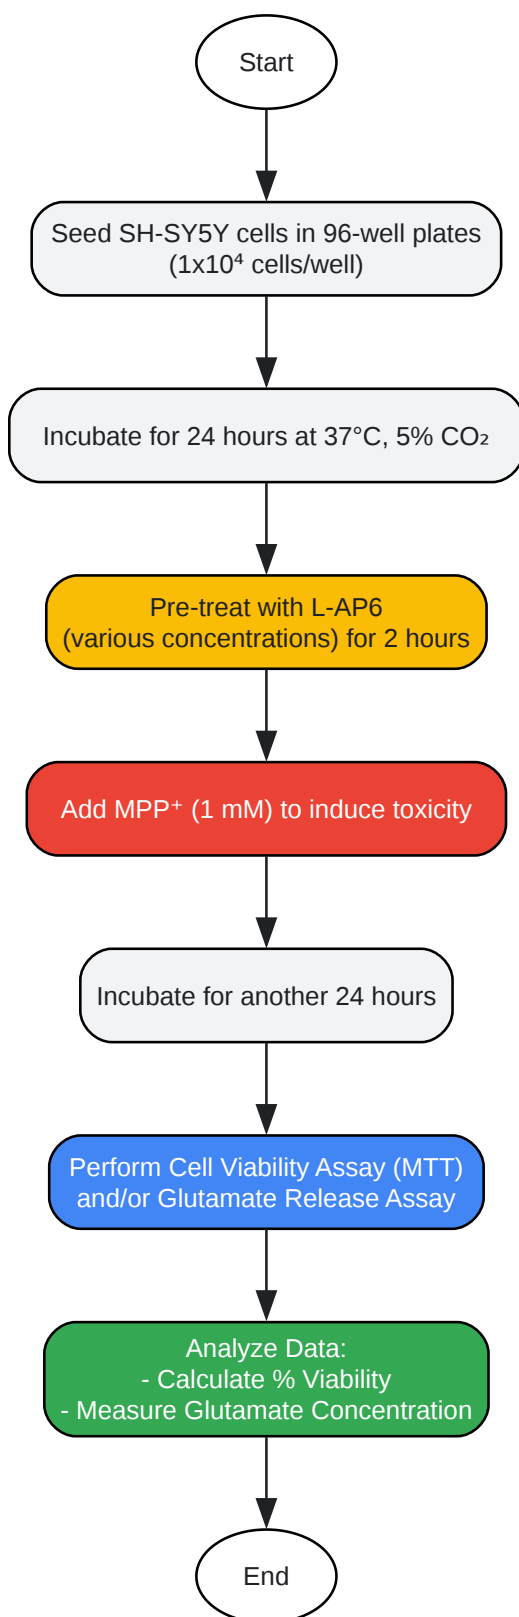 Start
Seed SH-SY5Y cells in 96-well plates
(1x10⁴ cells/well)
Incubate for 24 hours at 37°C, 5% CO₂
Pre-treat with L-AP6
(various concentrations) for 2 hours
Add MPP⁺ (1 mM) to induce toxicity
Incubate for another 24 hours
Perform Cell Viability Assay (MTT)
and/or Glutamate Release Assay
Analyze Data:
- Calculate % Viability
- Measure Glutamate Concentration
End